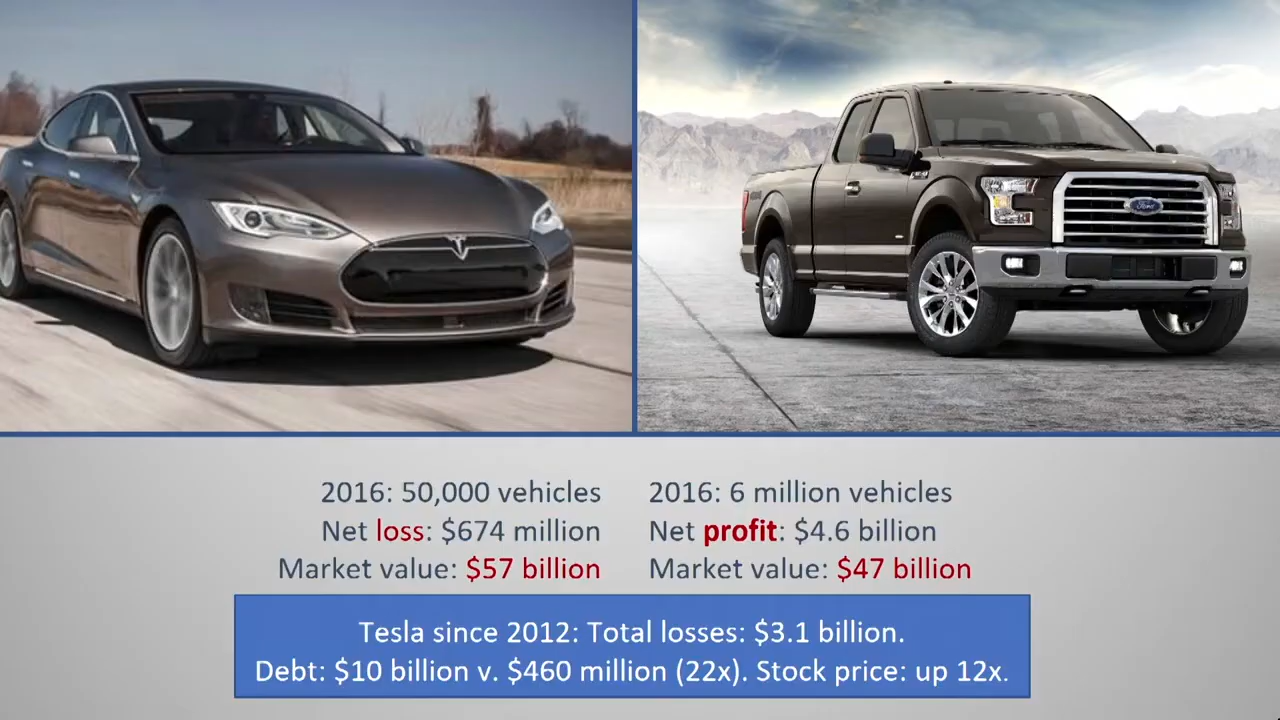 Ford
2016: 50,000 vehicles
Net loss: $674 million
Market value: $57 billion
2016: 6 million vehicles
Net profit: $4.6 billion
Market value: $47 billion
Tesla since 2012: Total losses: $3.1 billion.
Debt: $10 billion v. $460 million (22x). Stock price: up 12x.